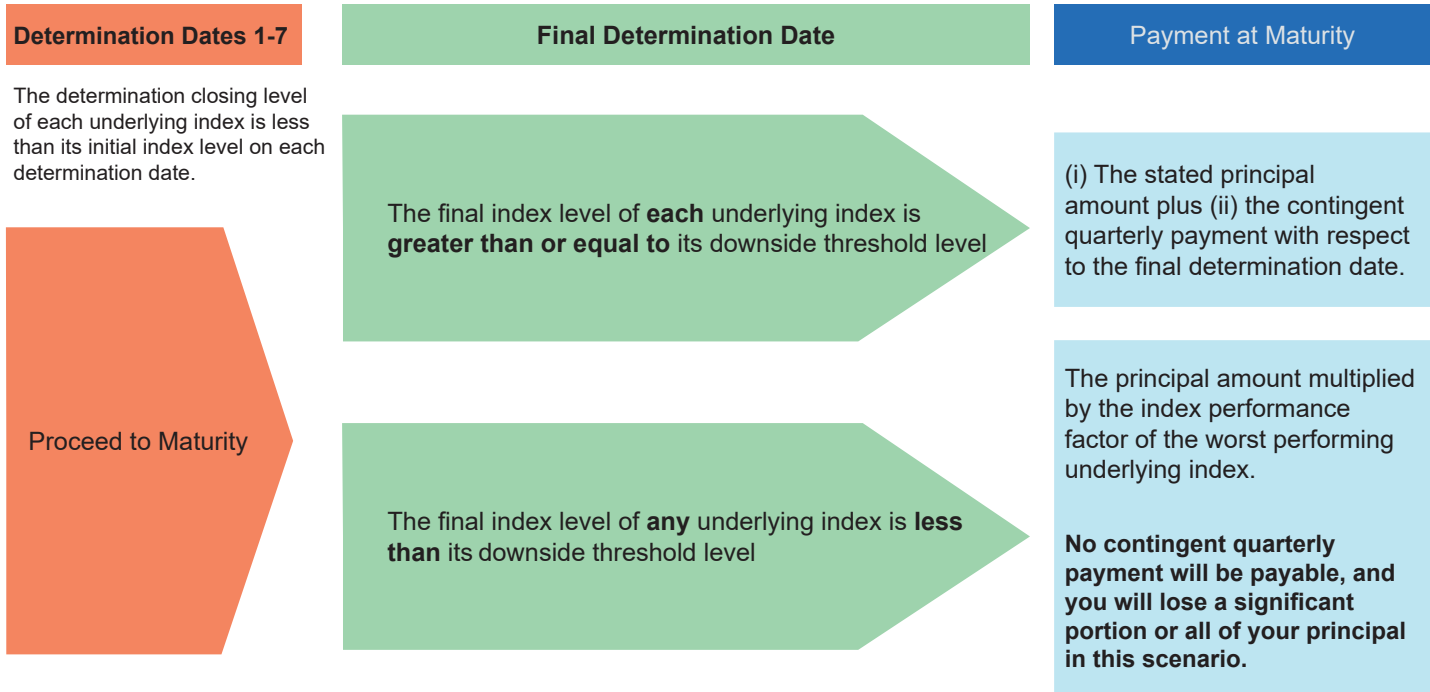 Determination Dates 1-7
Final Determination Date
Payment at Maturity
The determination closing level
of each underlying index is less
than its initial index level on each
determination date.
Proceed to Maturity
The final index level of each underlying index is
greater than or equal to its downside threshold level
(i) The stated principal
amount plus (ii) the contingent
quarterly payment with respect
to the final determination date.
The final index level of any underlying index is less
than its downside threshold level
The principal amount multiplied
by the index performance
factor of the worst performing
underlying index.
No contingent quarterly
payment will be payable, and
you will lose a significant
portion or all of your principal
in this scenario.